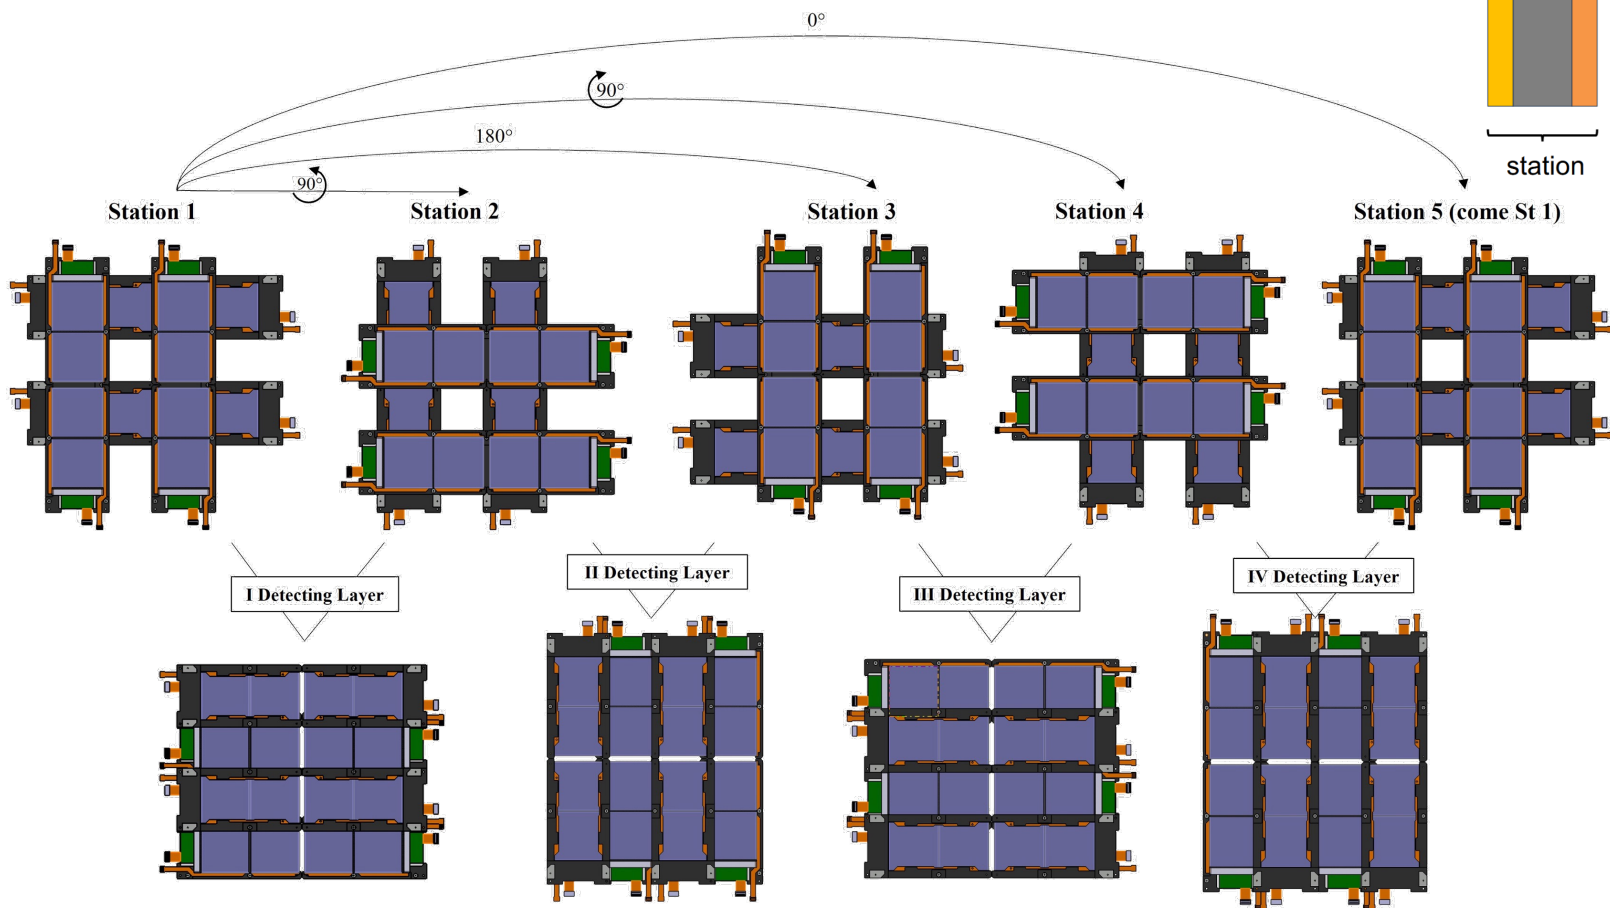 0°
90°
180°
90°
station
Station 1
Station 2
Station 3
Station 4
Station 5 (come St 1)
I Detecting Layer
II Detecting Layer
III Detecting Layer
IV Detecting Layer